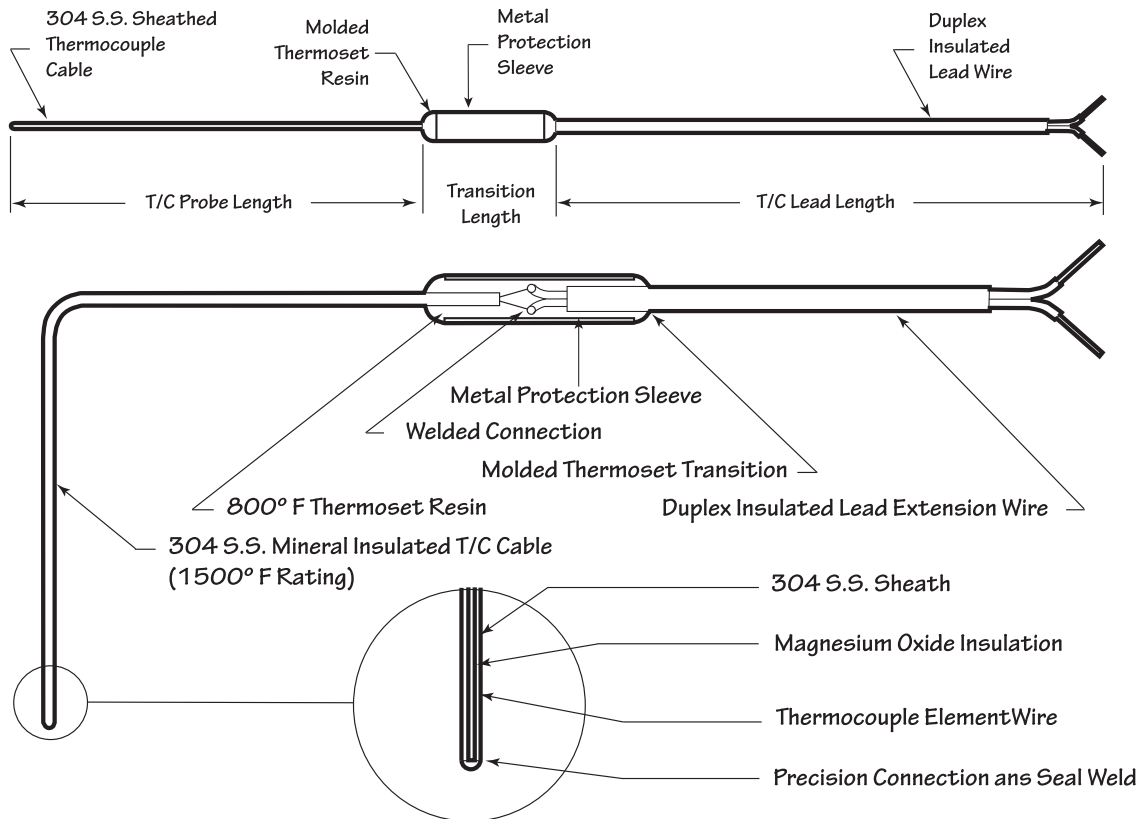 304 S.S. Sheathed
Thermocouple
Cable
Molded
Thermoset
Resin
Metal
Protection
Sleeve
Duplex
Insulated
Lead Wire
T/C Probe Length
Transition
Length
T/C Lead Length
Metal Protection Sleeve
Welded Connection
Molded Thermoset Transition
800° F Thermoset Resin
Duplex Insulated Lead Extension Wire
304 S.S. Mineral Insulated T/C Cable
(1500° F Rating)
304 S.S. Sheath
Magnesium Oxide Insulation
Thermocouple ElementWire
Precision Connection ans Seal Weld